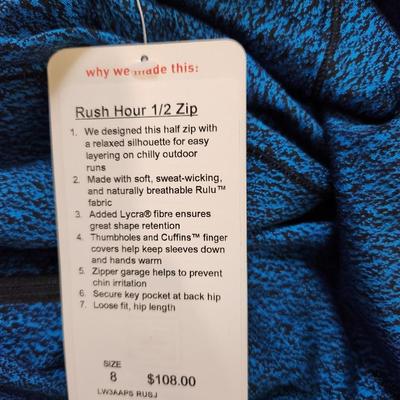 why we made this:
Rush Hour 1/2 Zip
1. We designed this half zip with
a relaxed silhouette for easy
layering on chilly outdoor
runs
2. Made with soft, sweat-wicking,
and naturally breathable Rulu™
fabric
3. Added Lycra® fibre ensures
great shape retention
4. Thumbholes and Cuffins™ finger
covers help keep sleeves down
and hands warm
5. Zipper garage helps to prevent
chin irritation
6. Secure key pocket at back hip
7. Loose fit, hip length
SIZE
8 $108.00
LW3AAPS RUSJ